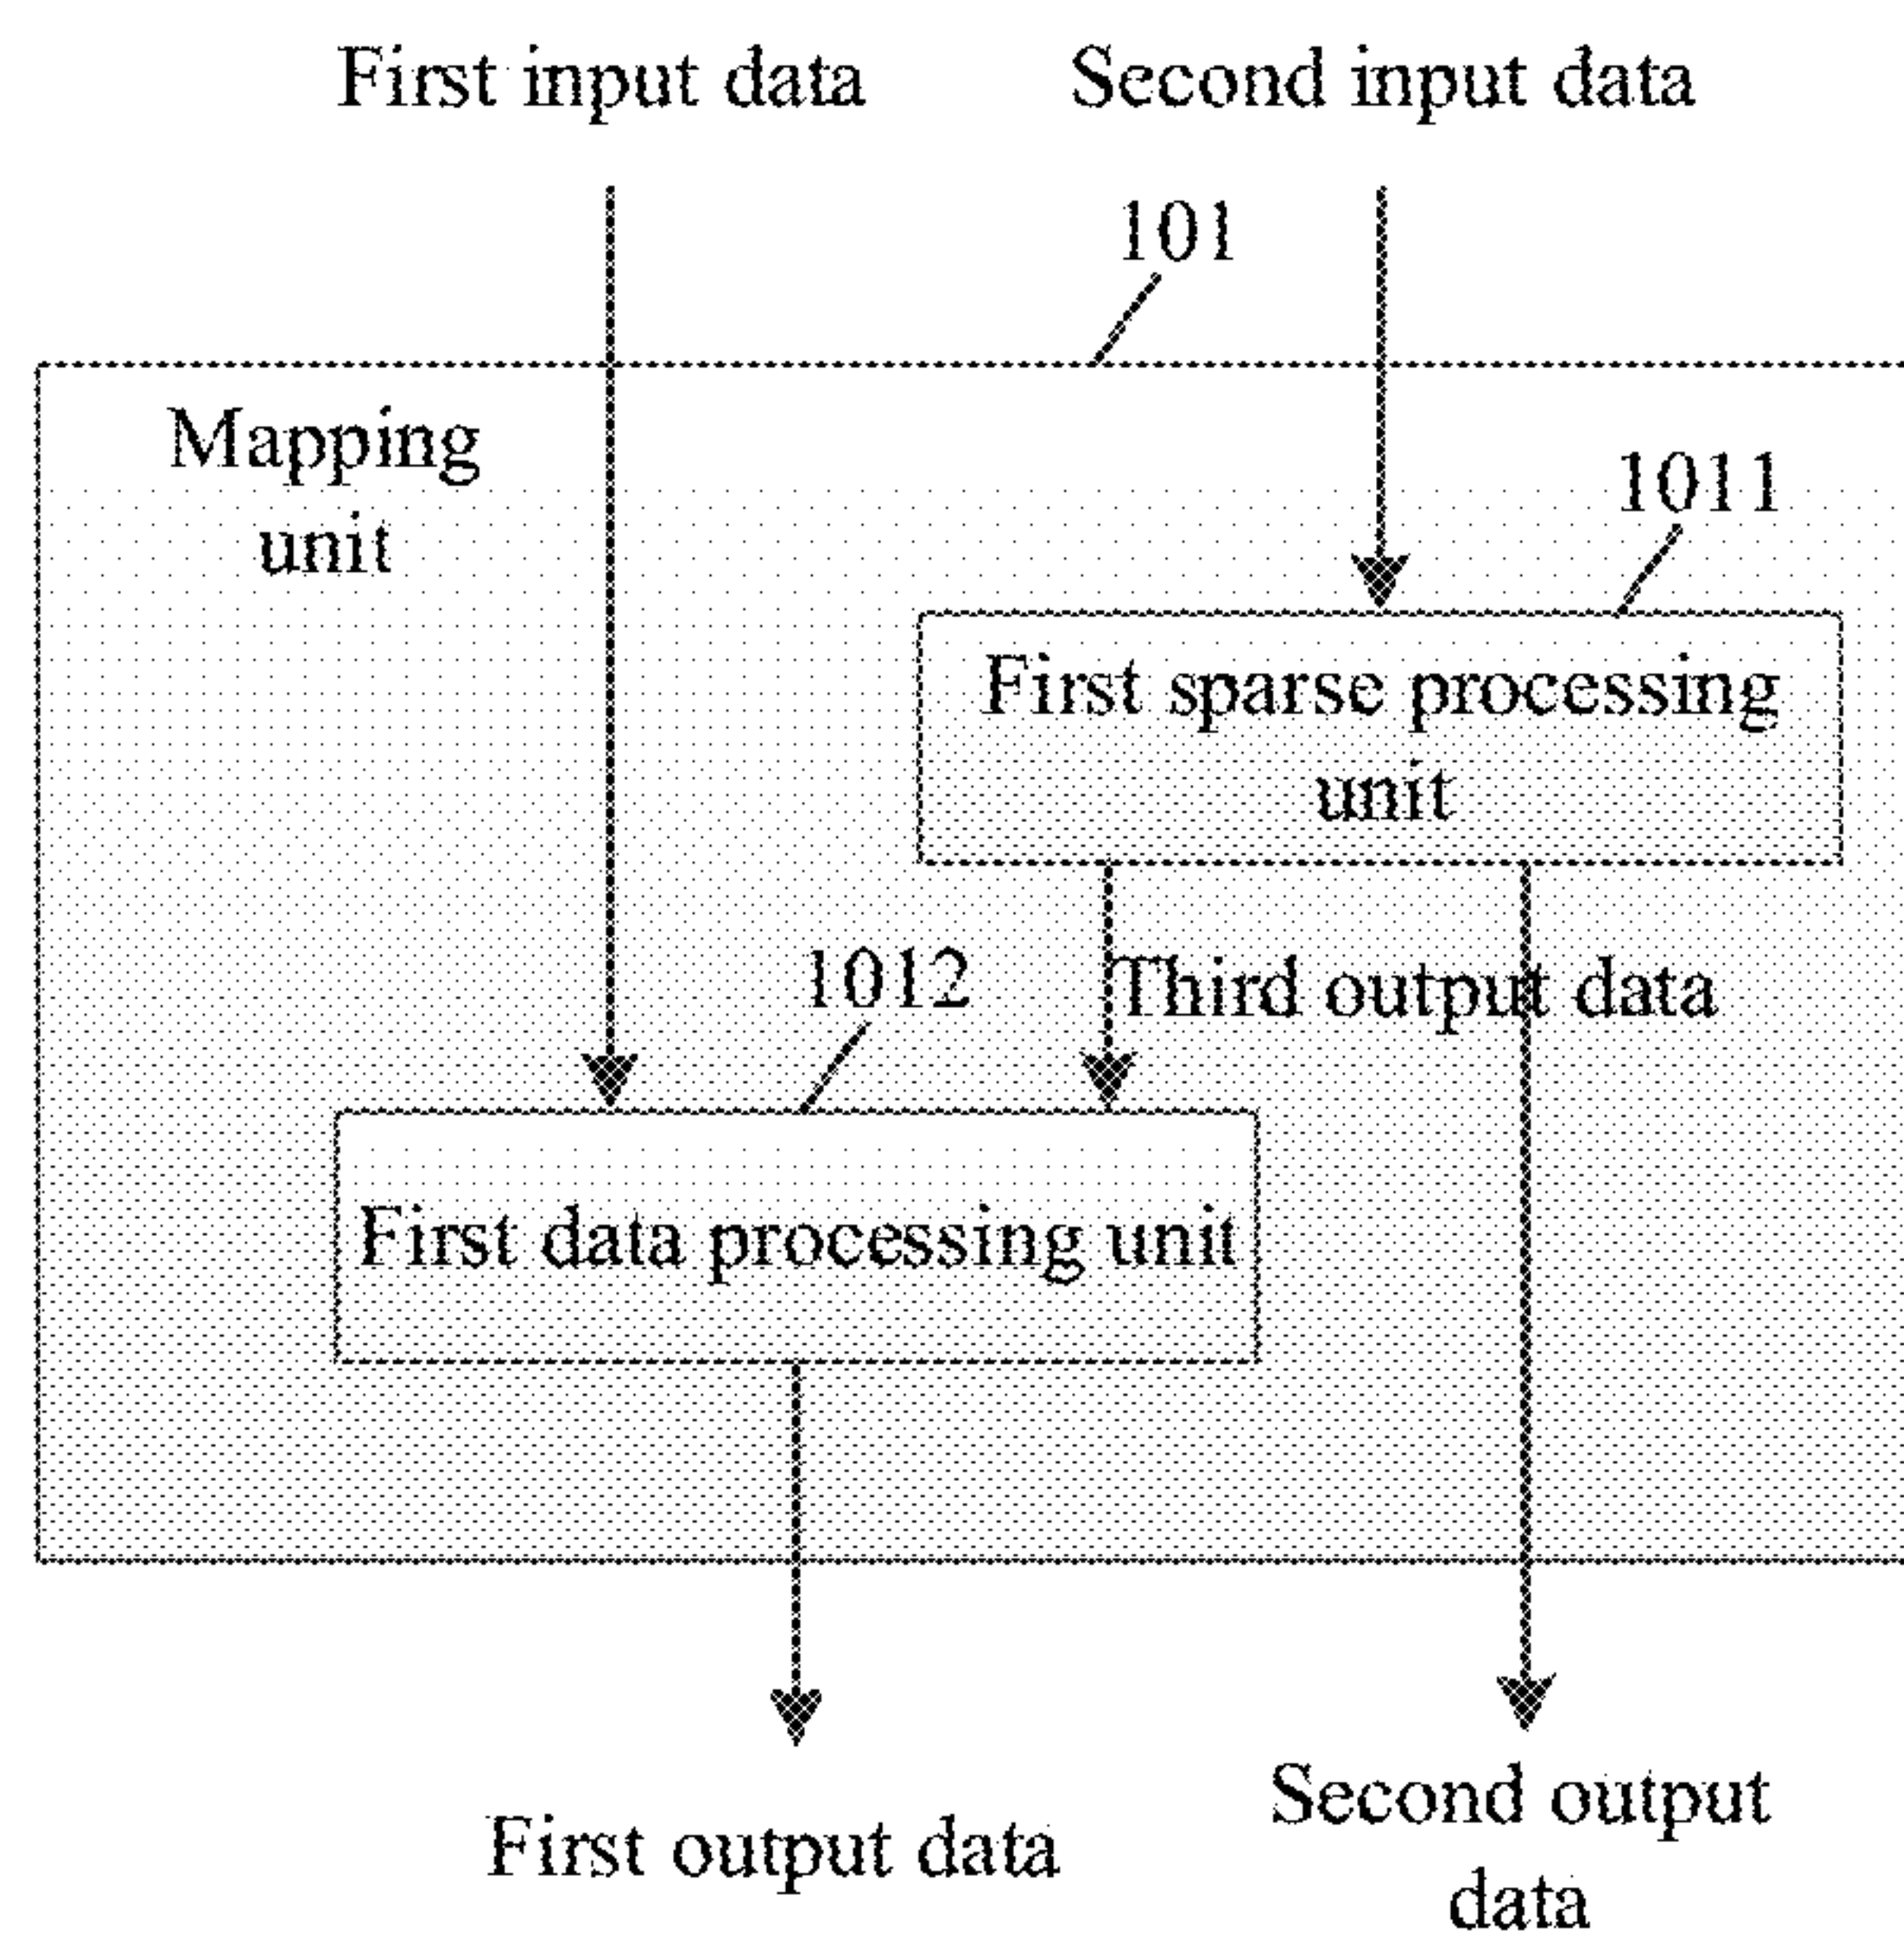 First input data
Second input data
101
Mapping
unit
1011
First sparse processing
unit
1012
Third output data
First data processing unit
First output data
Second output
data